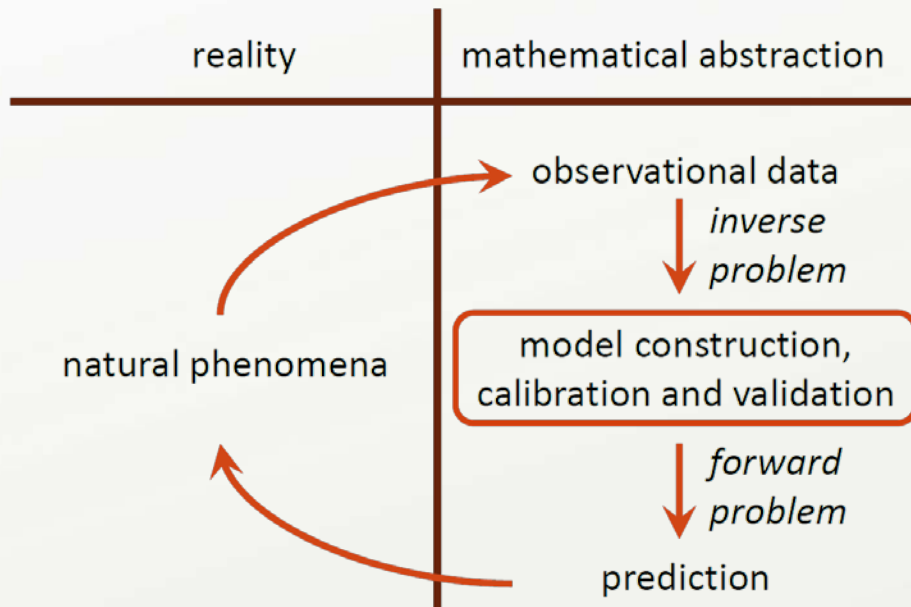 reality
mathematical abstraction
observational data
inverse
problem
natural phenomena
model construction,
calibration and validation
forward
problem
prediction